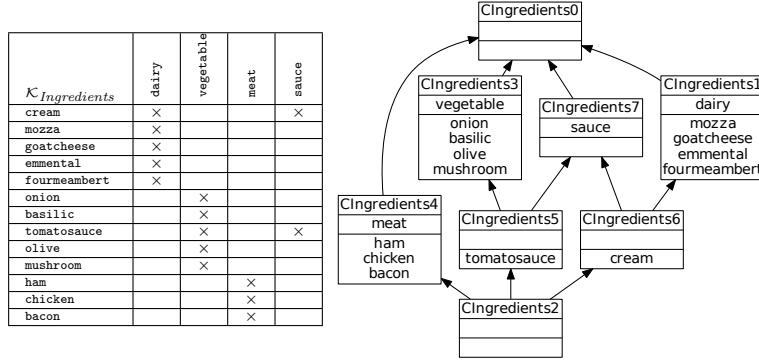 𝒦Ingredients dairy vegetable meat sauce
cream × ×
mozza ×
goatcheese ×
emmental ×
fourmeambert ×
onion ×
basilic ×
tomatosauce × ×
olive ×
mushroom ×
ham ×
chicken ×
bacon ×
CIngredients0
CIngredients3
vegetable
onion
basilic
olive
mushroom
CIngredients7
sauce
CIngredients1
dairy
mozza
goatcheese
emmental
fourmeambert
CIngredients4
meat
ham
chicken
bacon
CIngredients5
tomatosauce
CIngredients6
cream
CIngredients2